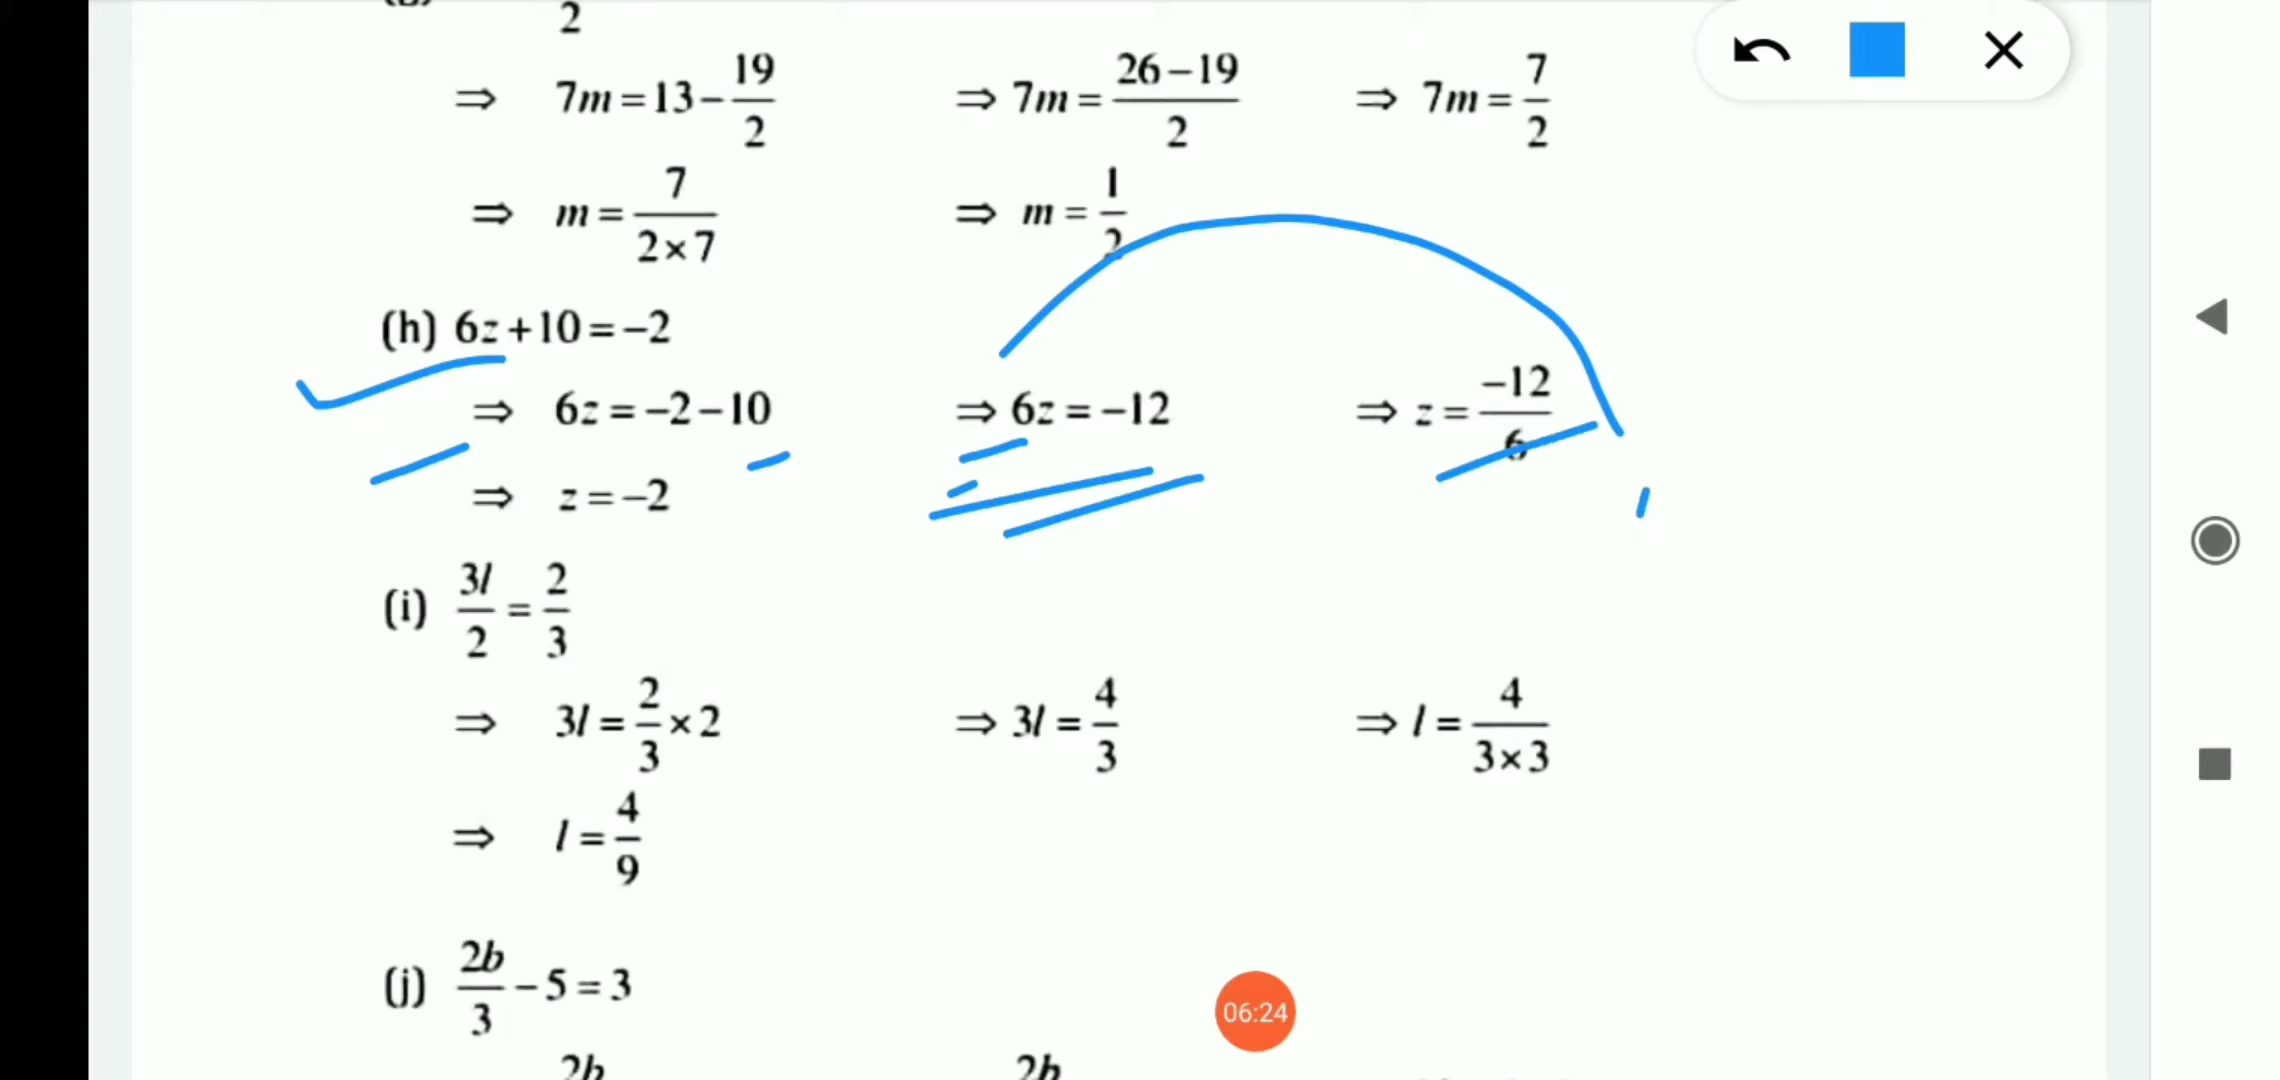 2
⇒ 7m = 13 − 19/2 ⇒ 7m = (26 − 19)/2 ⇒ 7m = 7/2
⇒ m = 7/(2 × 7) ⇒ m = 1/2
(h) 6z + 10 = −2
⇒ 6z = −2 − 10 ⇒ 6z = −12 ⇒ z = −12/6
⇒ z = −2
(i) 3l/2 = 2/3
⇒ 3l = 2/3 × 2 ⇒ 3l = 4/3 ⇒ l = 4/(3 × 3)
⇒ l = 4/9
(j) 2b/3 − 5 = 3
06:24
2b 2b